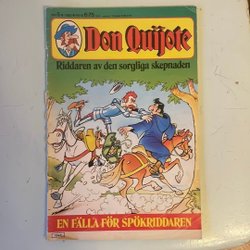 Don Quijote
Riddaren av den sorgliga skepnaden
EN FÄLLA FÖR SPÖKRIDDAREN